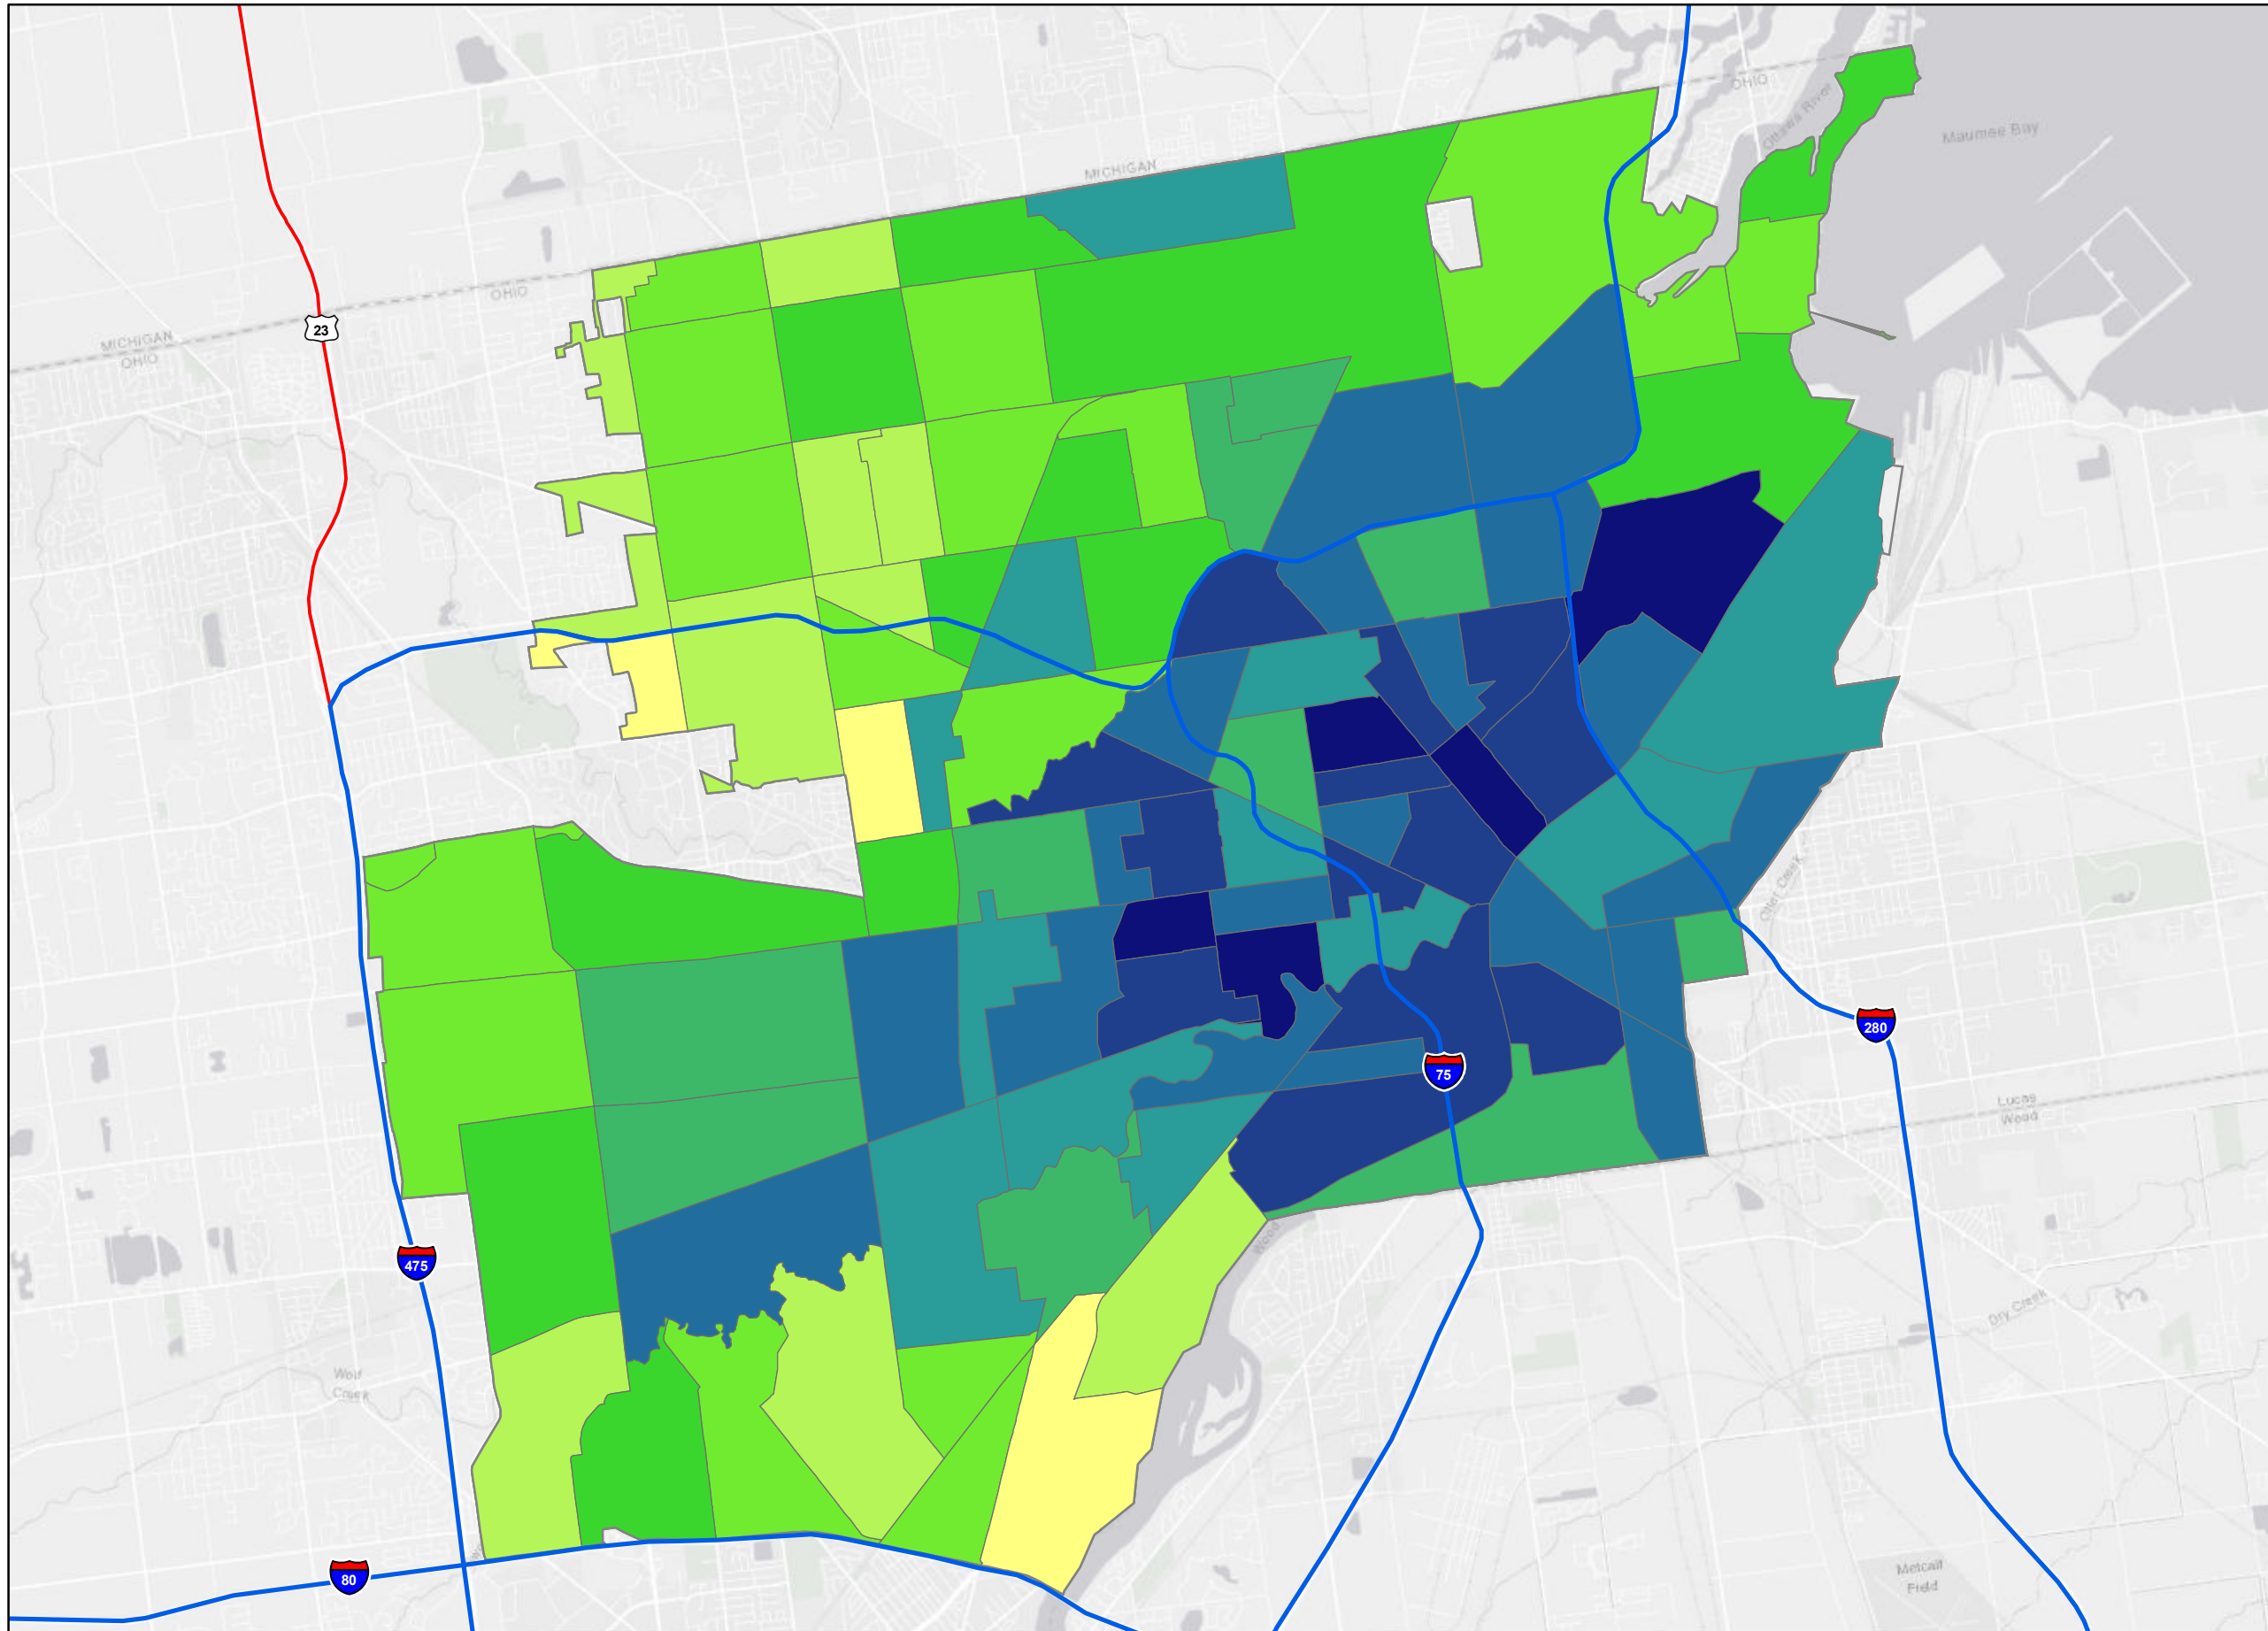 OHIO
Ottawa River
Maumee Bay
MICHIGAN
OHIO
23
MICHIGAN
OHIO
Otter Creek
280
75
Lucas
Wood
Wood
475
Dry Creek
Wolf
Creek
80
Metcalf
Field